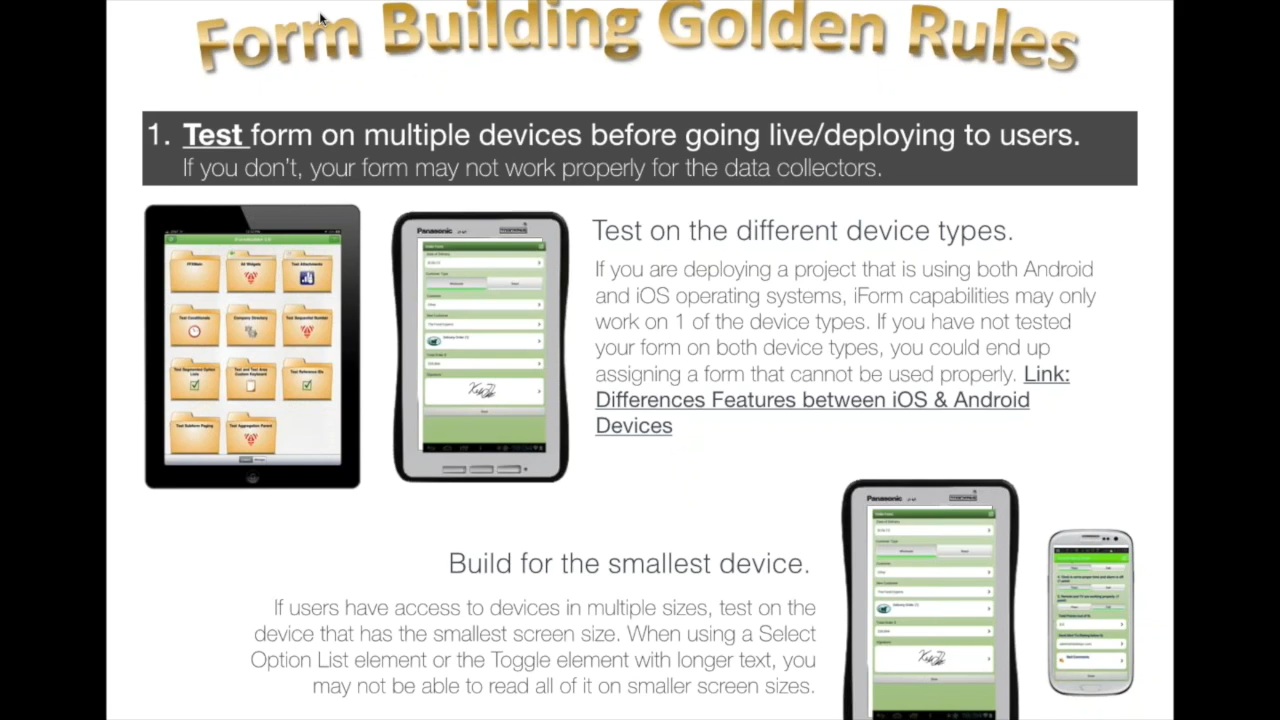 Form Building Golden Rules
1. Test form on multiple devices before going live/deploying to users.
If you don't, your form may not work properly for the data collectors.
Test on the different device types.
If you are deploying a project that is using both Android
and iOS operating systems, iForm capabilities may only
work on 1 of the device types. If you have not tested
your form on both device types, you could end up
assigning a form that cannot be used properly. Link:
Differences Features between iOS & Android
Devices
Panasonic
Panasonic
Build for the smallest device.
If users have access to devices in multiple sizes, test on the
device that has the smallest screen size. When using a Select
Option List element or the Toggle element with longer text, you
may not be able to read all of it on smaller screen sizes.